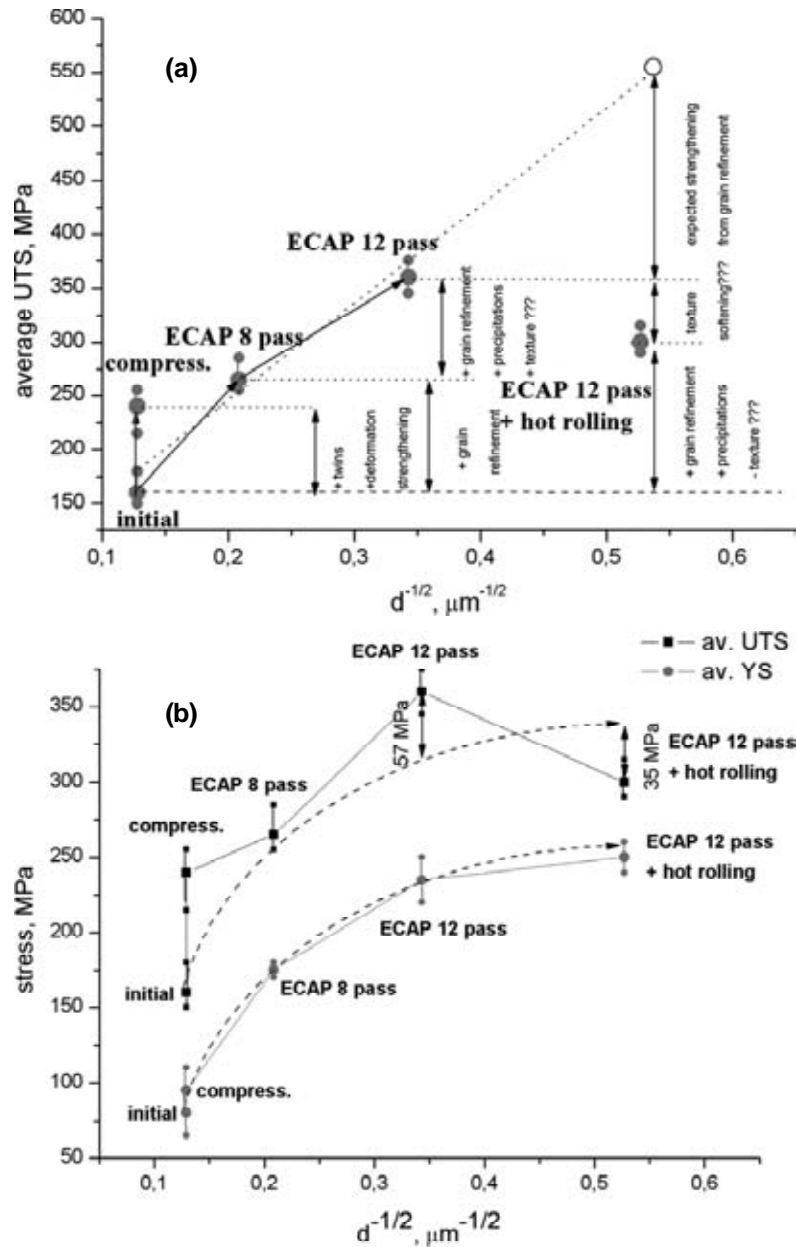 (a)
average UTS, MPa
600
550
500
450
400
350
300
250
200
150
ECAP 12 pass
ECAP 8 pass
compress.
initial
ECAP 12 pass
+ hot rolling
+ twins
+deformation
strengthening
+ grain
refinement
+ grain refinement
+ precipitations
+ texture ???
expected strengthening
from grain refinement
texture
softening???
+ grain refinement
+ precipitations
- texture ???
0,1 0,2 0,3 0,4 0,5 0,6
d^-1/2, μm^-1/2
(b)
av. UTS
av. YS
stress, MPa
350
300
250
200
150
100
50
ECAP 12 pass
57 MPa
35 MPa
ECAP 12 pass
+ hot rolling
ECAP 8 pass
compress.
initial
ECAP 12 pass
+ hot rolling
ECAP 12 pass
ECAP 8 pass
compress.
initial
0,1 0,2 0,3 0,4 0,5 0,6
d^-1/2, μm^-1/2